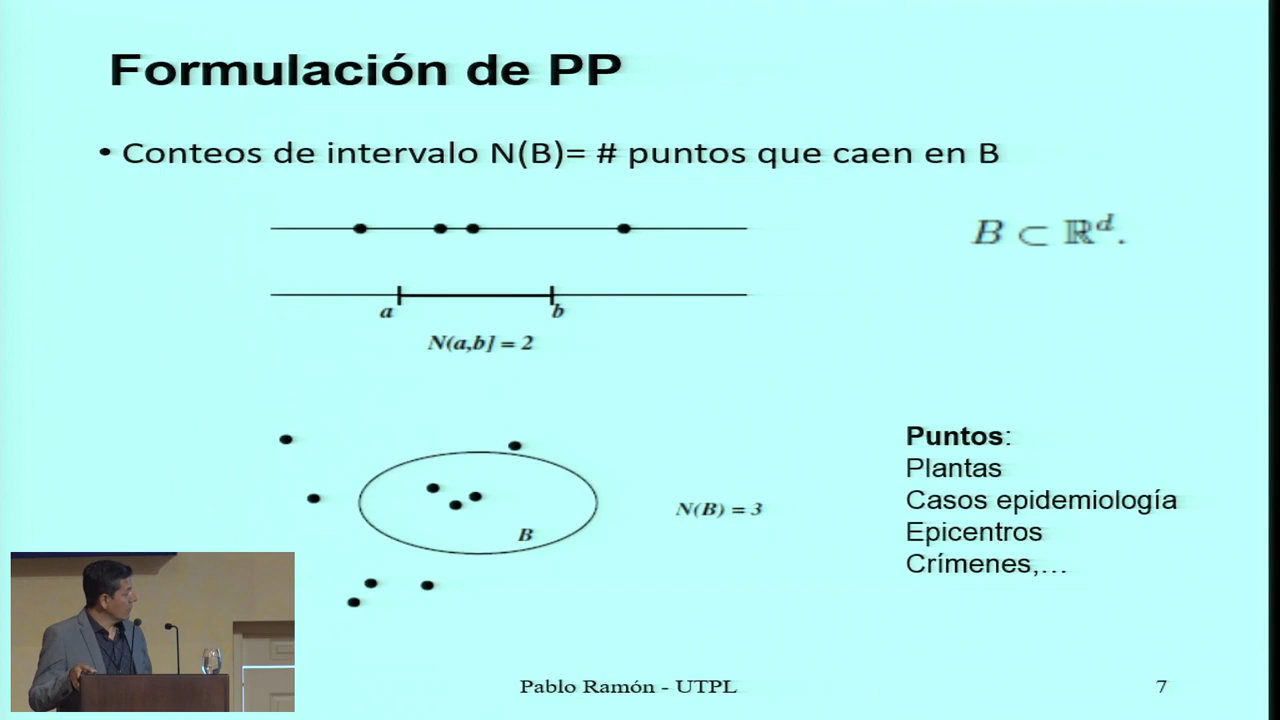 Formulación de PP
• Conteos de intervalo N(B)= # puntos que caen en B
B ⊂ ℝᵈ.
a b
N(a,b] = 2
Puntos:
Plantas
Casos epidemiología
Epicentros
Crímenes,…
N(B) = 3
B
Pablo Ramón - UTPL 7